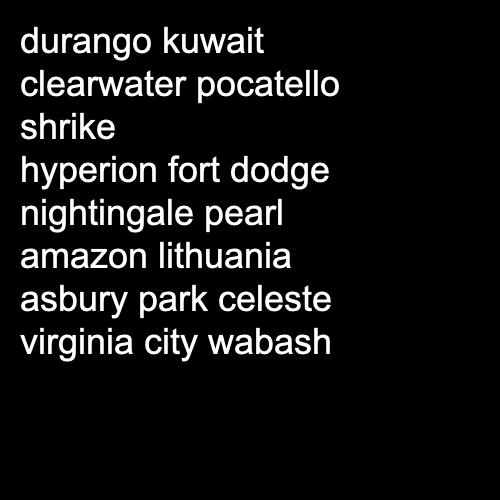 durango kuwait
clearwater pocatello
shrike
hyperion fort dodge
nightingale pearl
amazon lithuania
asbury park celeste
virginia city wabash